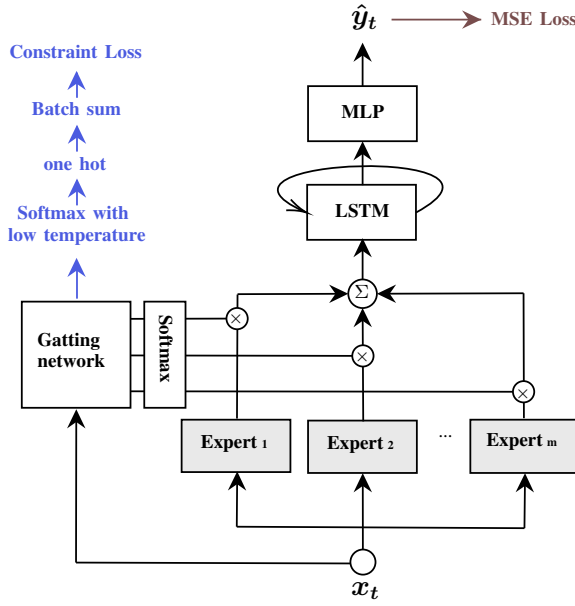 ŷₜ
MSE Loss
Constraint Loss
Batch sum
one hot
Softmax with
low temperature
MLP
LSTM
Σ
Gatting
network
Softmax
×
×
×
Expert 1
Expert 2
...
Expert m
xₜ